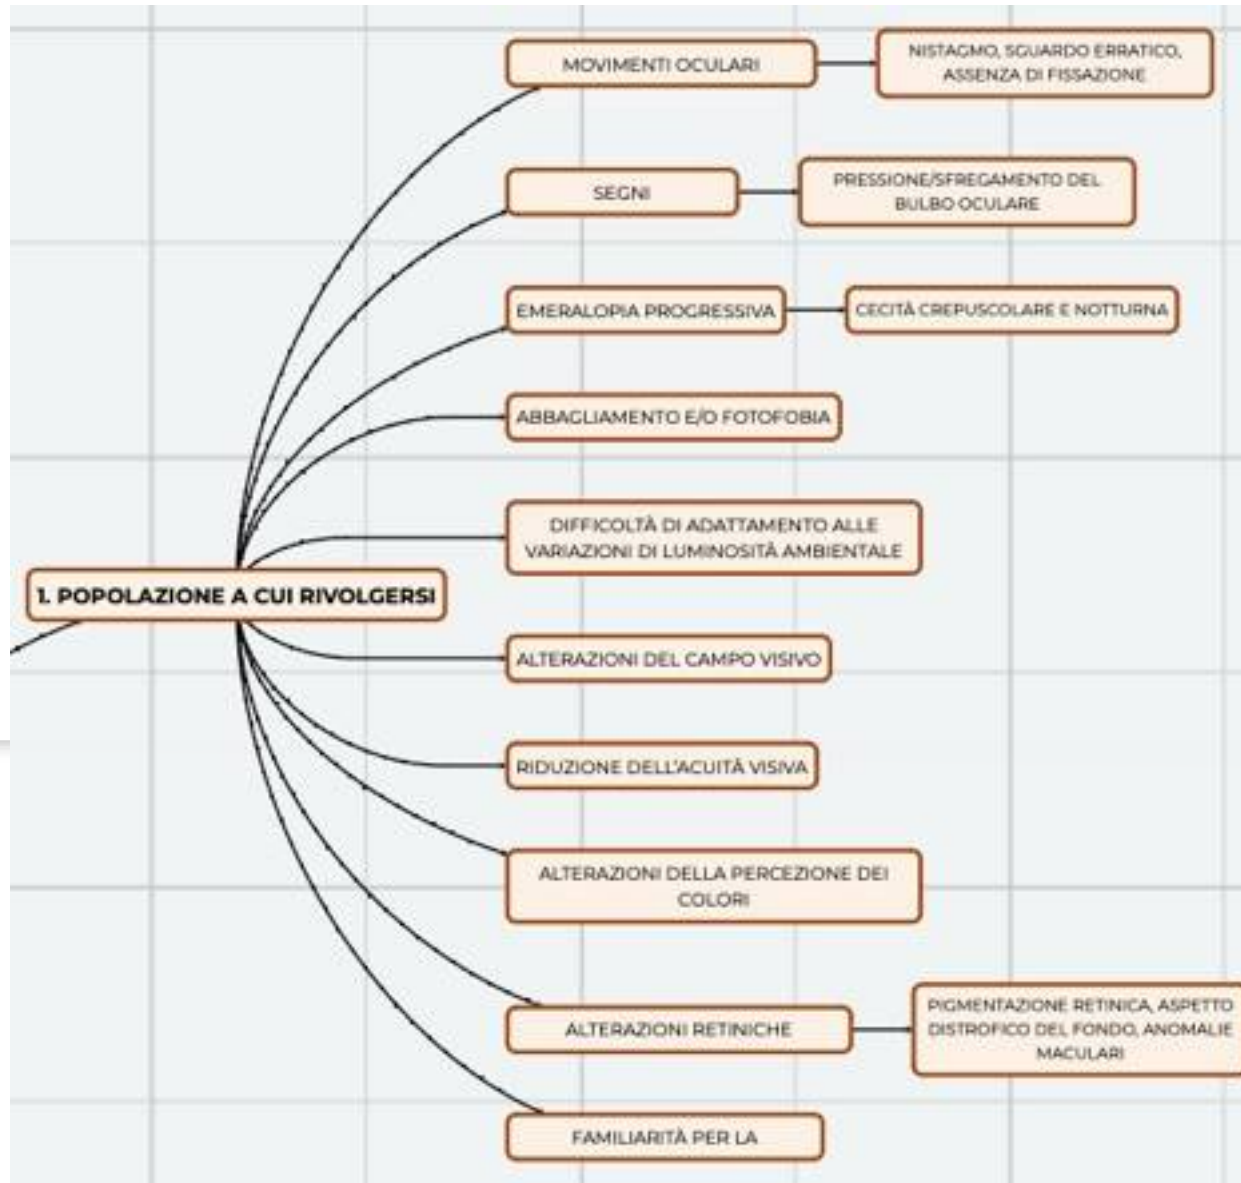 MOVIMENTI OCULARI
NISTAGMO, SGUARDO ERRATICO,
ASSENZA DI FISSAZIONE
SEGNI
PRESSIONE/SFREGAMENTO DEL
BULBO OCULARE
EMERALOPIA PROGRESSIVA
CECITÀ CREPUSCOLARE E NOTTURNA
ABBAGLIAMENTO E/O FOTOFOBIA
DIFFICOLTÀ DI ADATTAMENTO ALLE
VARIAZIONI DI LUMINOSITÀ AMBIENTALE
1. POPOLAZIONE A CUI RIVOLGERSI
ALTERAZIONI DEL CAMPO VISIVO
RIDUZIONE DELL'ACUITÀ VISIVA
ALTERAZIONI DELLA PERCEZIONE DEI
COLORI
ALTERAZIONI RETINICHE
PIGMENTAZIONE RETINICA, ASPETTO
DISTROFICO DEL FONDO, ANOMALIE
MACULARI
FAMILIARITÀ PER LA